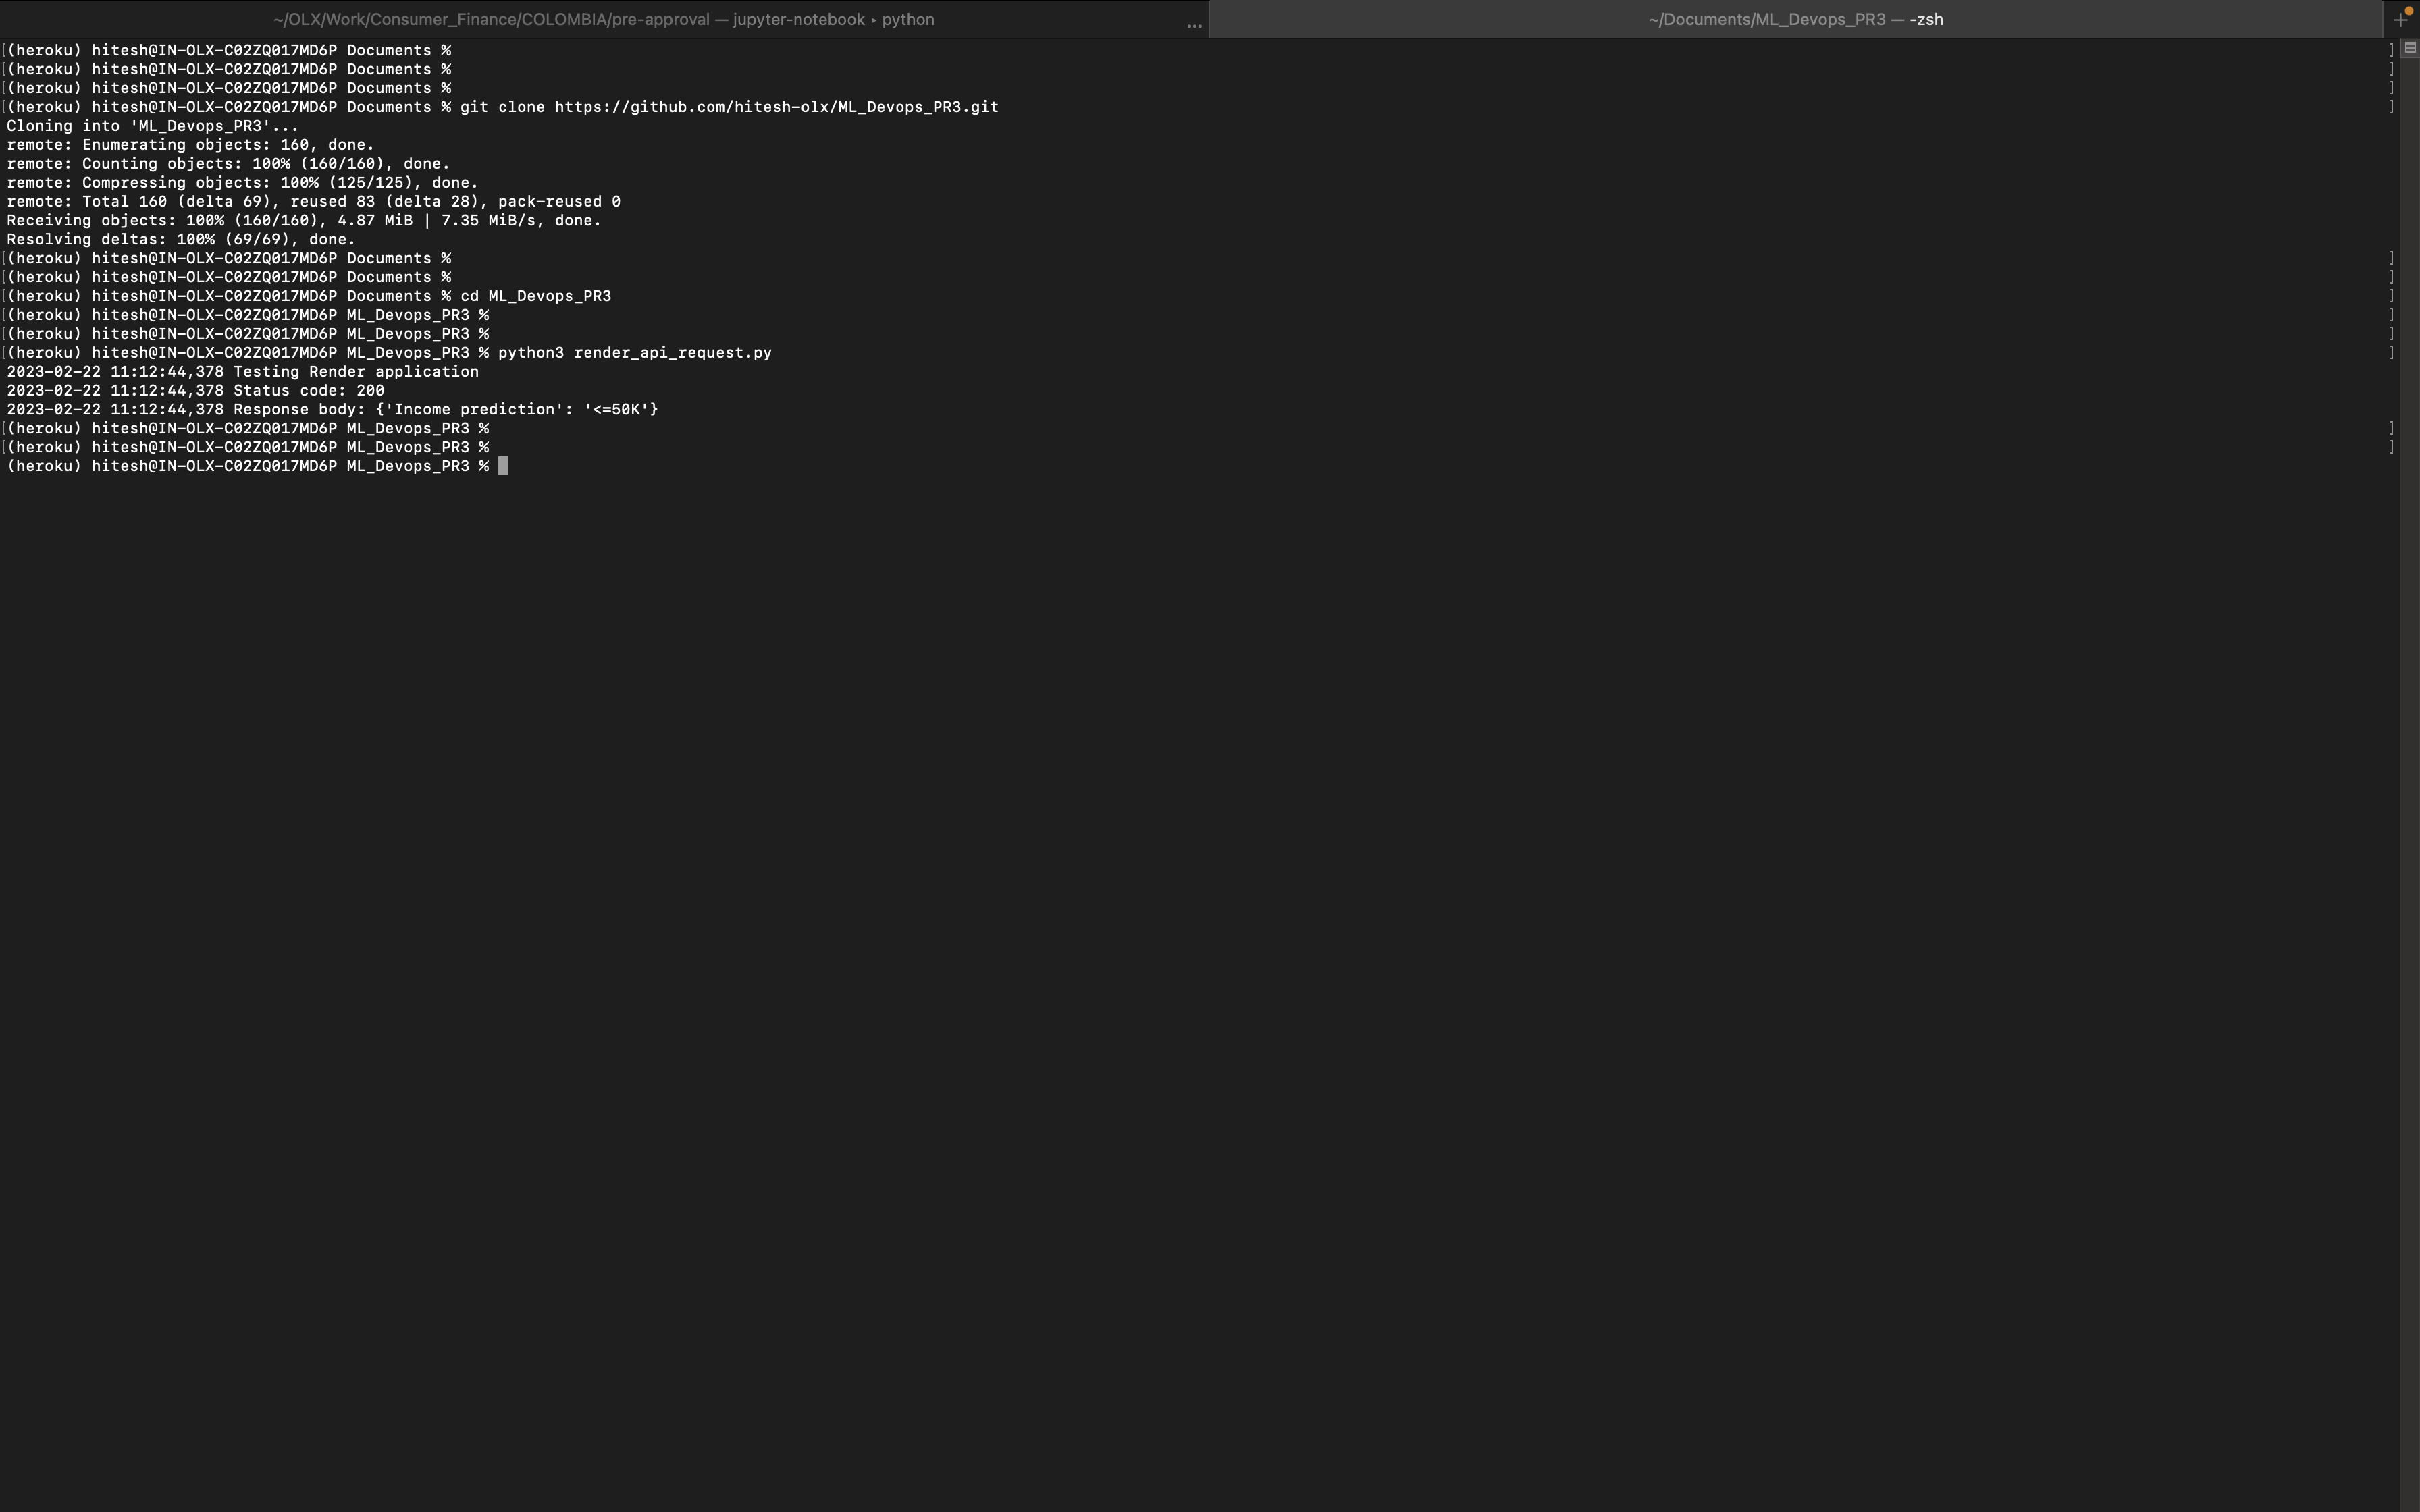 ~/OLX/Work/Consumer_Finance/COLOMBIA/pre-approval — jupyter-notebook ▸ python ... ~/Documents/ML_Devops_PR3 — -zsh +
[(heroku) hitesh@IN-OLX-C02ZQ017MD6P Documents % ]
[(heroku) hitesh@IN-OLX-C02ZQ017MD6P Documents % ]
[(heroku) hitesh@IN-OLX-C02ZQ017MD6P Documents % ]
[(heroku) hitesh@IN-OLX-C02ZQ017MD6P Documents % git clone https://github.com/hitesh-olx/ML_Devops_PR3.git ]
Cloning into 'ML_Devops_PR3'...
remote: Enumerating objects: 160, done.
remote: Counting objects: 100% (160/160), done.
remote: Compressing objects: 100% (125/125), done.
remote: Total 160 (delta 69), reused 83 (delta 28), pack-reused 0
Receiving objects: 100% (160/160), 4.87 MiB | 7.35 MiB/s, done.
Resolving deltas: 100% (69/69), done.
[(heroku) hitesh@IN-OLX-C02ZQ017MD6P Documents % ]
[(heroku) hitesh@IN-OLX-C02ZQ017MD6P Documents % ]
[(heroku) hitesh@IN-OLX-C02ZQ017MD6P Documents % cd ML_Devops_PR3 ]
[(heroku) hitesh@IN-OLX-C02ZQ017MD6P ML_Devops_PR3 % ]
[(heroku) hitesh@IN-OLX-C02ZQ017MD6P ML_Devops_PR3 % ]
[(heroku) hitesh@IN-OLX-C02ZQ017MD6P ML_Devops_PR3 % python3 render_api_request.py ]
2023-02-22 11:12:44,378 Testing Render application
2023-02-22 11:12:44,378 Status code: 200
2023-02-22 11:12:44,378 Response body: {'Income prediction': '<=50K'}
[(heroku) hitesh@IN-OLX-C02ZQ017MD6P ML_Devops_PR3 % ]
[(heroku) hitesh@IN-OLX-C02ZQ017MD6P ML_Devops_PR3 % ]
(heroku) hitesh@IN-OLX-C02ZQ017MD6P ML_Devops_PR3 %